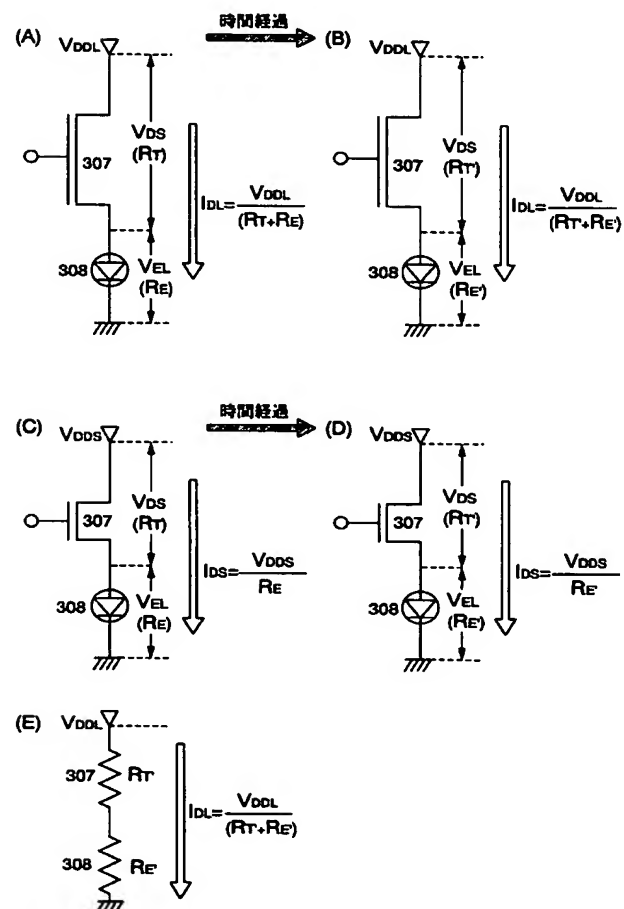 (A)
時間経過
(B)
VDDL
VDS
(RT)
307
IDL=VDDL/(RT+RE)
308
VEL
(RE)
VDDL
VDS
(RT')
307
IDL=VDDL/(RT'+RE')
308
VEL
(RE')
(C)
時間経過
(D)
VDDS
VDS
(RT)
307
IDS=VDDS/RE
308
VEL
(RE)
VDDS
VDS
(RT')
307
IDS=VDDS/RE'
308
VEL
(RE')
(E)
VDDL
307 RT'
IDL=VDDL/(RT'+RE')
308 RE'